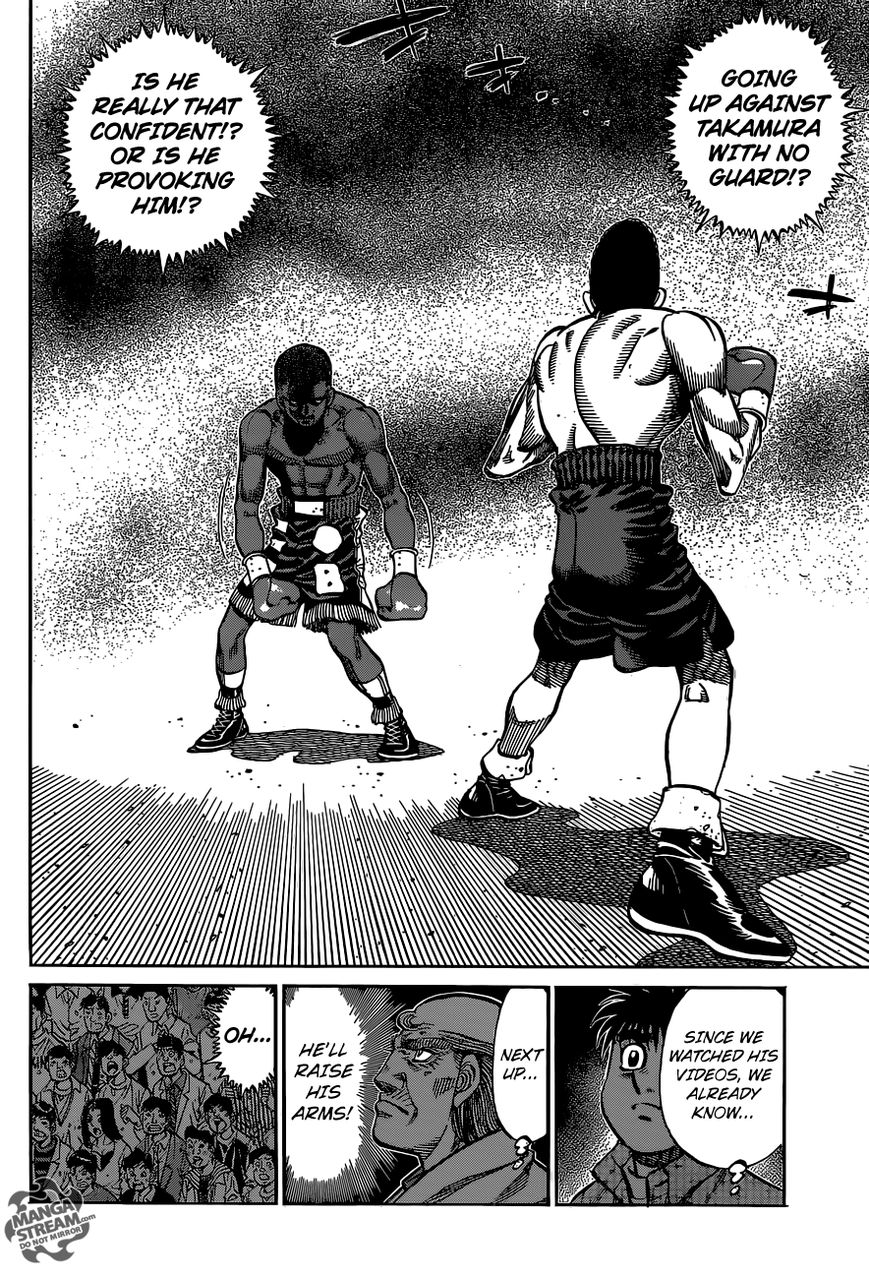 GOING
UP AGAINST
TAKAMURA
WITH NO
GUARD!?
IS HE
REALLY THAT
CONFIDENT!?
OR IS HE
PROVOKING
HIM!?
SINCE WE
WATCHED HIS
VIDEOS, WE
ALREADY
KNOW...
NEXT
UP...
HE'LL
RAISE
HIS
ARMS!
OH...
MANGA
STREAM.com
DO NOT MIRROR